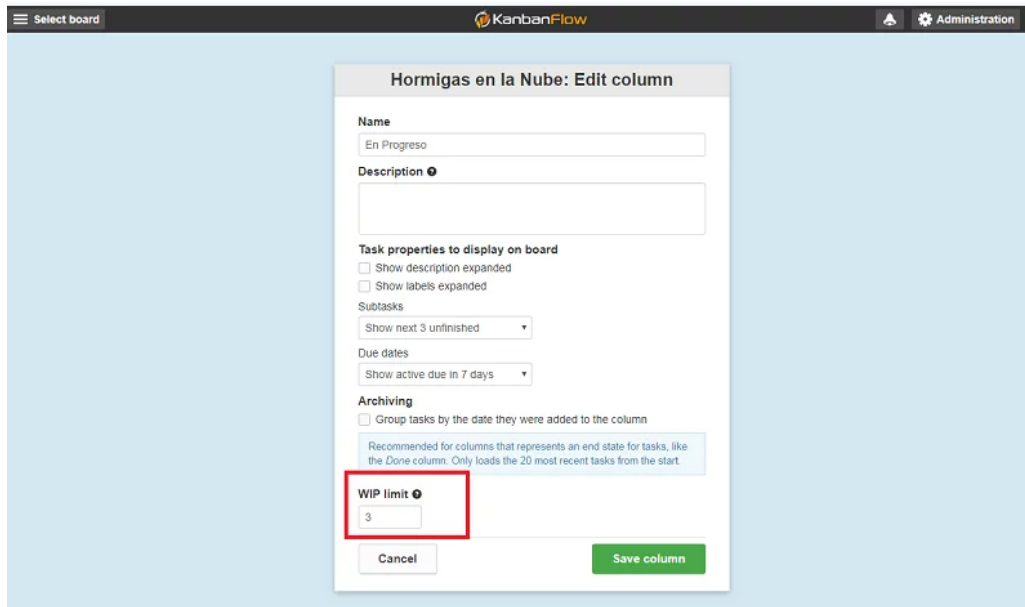 Select board
KanbanFlow
Administration
Hormigas en la Nube: Edit column
Name
En Progreso
Description
Task properties to display on board
Show description expanded
Show labels expanded
Subtasks
Show next 3 unfinished
Due dates
Show active due in 7 days
Archiving
Group tasks by the date they were added to the column
Recommended for columns that represents an end state for tasks, like
the Done column. Only loads the 20 most recent tasks from the start.
WIP limit
3
Cancel
Save column